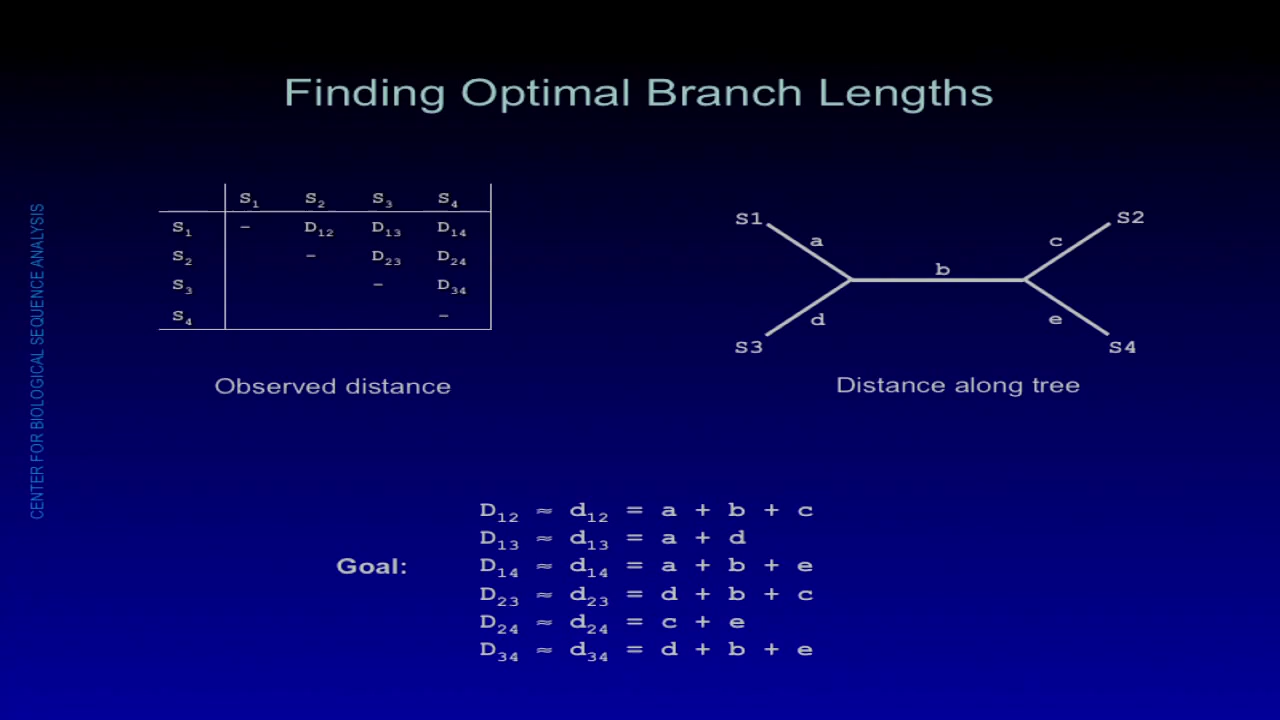 Finding Optimal Branch Lengths
CENTER FOR BIOLOGICAL SEQUENCE ANALYSIS
S₁ S₂ S₃ S₄
S₁ – D₁₂ D₁₃ D₁₄
S₂ – D₂₃ D₂₄
S₃ – D₃₄
S₄ –
Observed distance
S1 S2
a c
b
d e
S3 S4
Distance along tree
Goal:
D₁₂ ≈ d₁₂ = a + b + c
D₁₃ ≈ d₁₃ = a + d
D₁₄ ≈ d₁₄ = a + b + e
D₂₃ ≈ d₂₃ = d + b + c
D₂₄ ≈ d₂₄ = c + e
D₃₄ ≈ d₃₄ = d + b + e